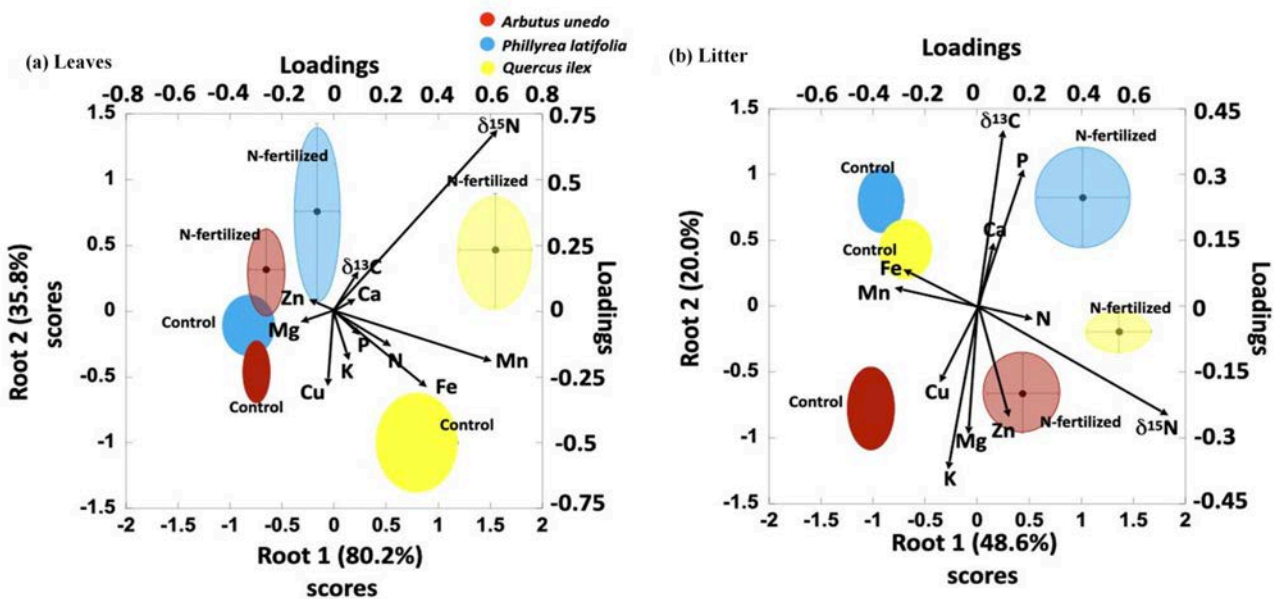 Arbutus unedo
Phillyrea latifolia
Quercus ilex
(a) Leaves
Loadings
-0.8 -0.6 -0.4 -0.2 0 0.2 0.4 0.6 0.8
1.5
1
0.5
0
-0.5
-1
-1.5
Root 2 (35.8%)
scores
0.75
0.5
0.25
0
-0.25
-0.5
-0.75
Loadings
δ15N
N-fertilized
N-fertilized
N-fertilized
δ13C
Zn
Ca
Control
Mg
P
N
Mn
K
Cu
Fe
Control
Control
-2 -1.5 -1 -0.5 0 0.5 1 1.5 2
Root 1 (80.2%)
scores
(b) Litter
Loadings
-0.6 -0.4 -0.2 0 0.2 0.4 0.6
1.5
1
0.5
0
-0.5
-1
-1.5
Root 2 (20.0%)
scores
0.45
0.3
0.15
0
-0.15
-0.3
0.45
Loadings
δ13C
N-fertilized
P
Control
Ca
Control
Fe
Mn
N
N-fertilized
Cu
Control
Zn
N-fertilized
δ15N
Mg
K
-2 -1.5 -1 -0.5 0 0.5 1 1.5 2
Root 1 (48.6%)
scores